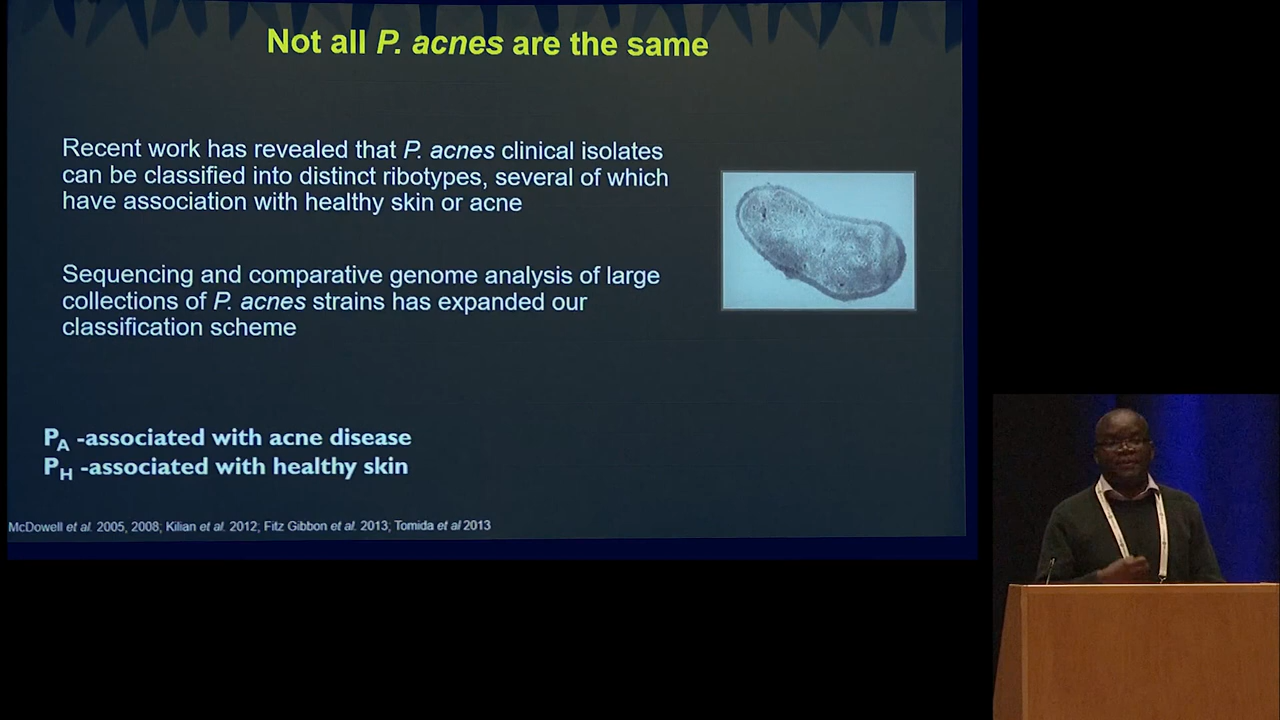 Not all P. acnes are the same
Recent work has revealed that P. acnes clinical isolates
can be classified into distinct ribotypes, several of which
have association with healthy skin or acne
Sequencing and comparative genome analysis of large
collections of P. acnes strains has expanded our
classification scheme
PA -associated with acne disease
PH -associated with healthy skin
McDowell et al. 2005, 2008; Kilian et al. 2012; Fitz Gibbon et al. 2013; Tomida et al 2013